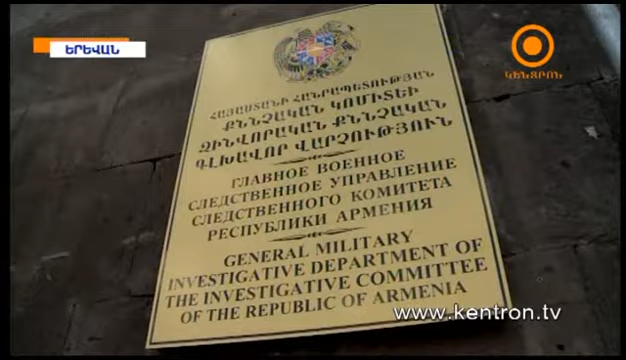 ԵՐԵՎԱՆ
ԿԵՆՏՐՈՆ
ՀԱՅԱՍՏԱՆԻ ՀԱՆՐԱՊԵՏՈՒԹՅԱՆ
ՔՆՆՉԱԿԱՆ ԿՈՄԻՏԵԻ
ԶԻՆՎՈՐԱԿԱՆ ՔՆՆՉԱԿԱՆ
ԳԼԽԱՎՈՐ ՎԱՐՉՈՒԹՅՈՒՆ
ГЛАВНОЕ ВОЕННОЕ
СЛЕДСТВЕННОЕ УПРАВЛЕНИЕ
СЛЕДСТВЕННОГО КОМИТЕТА
РЕСПУБЛИКИ АРМЕНИЯ
GENERAL MILITARY
INVESTIGATIVE DEPARTMENT OF
THE INVESTIGATIVE COMMITTEE
OF THE REPUBLIC OF ARMENIA
www.kentron.tv